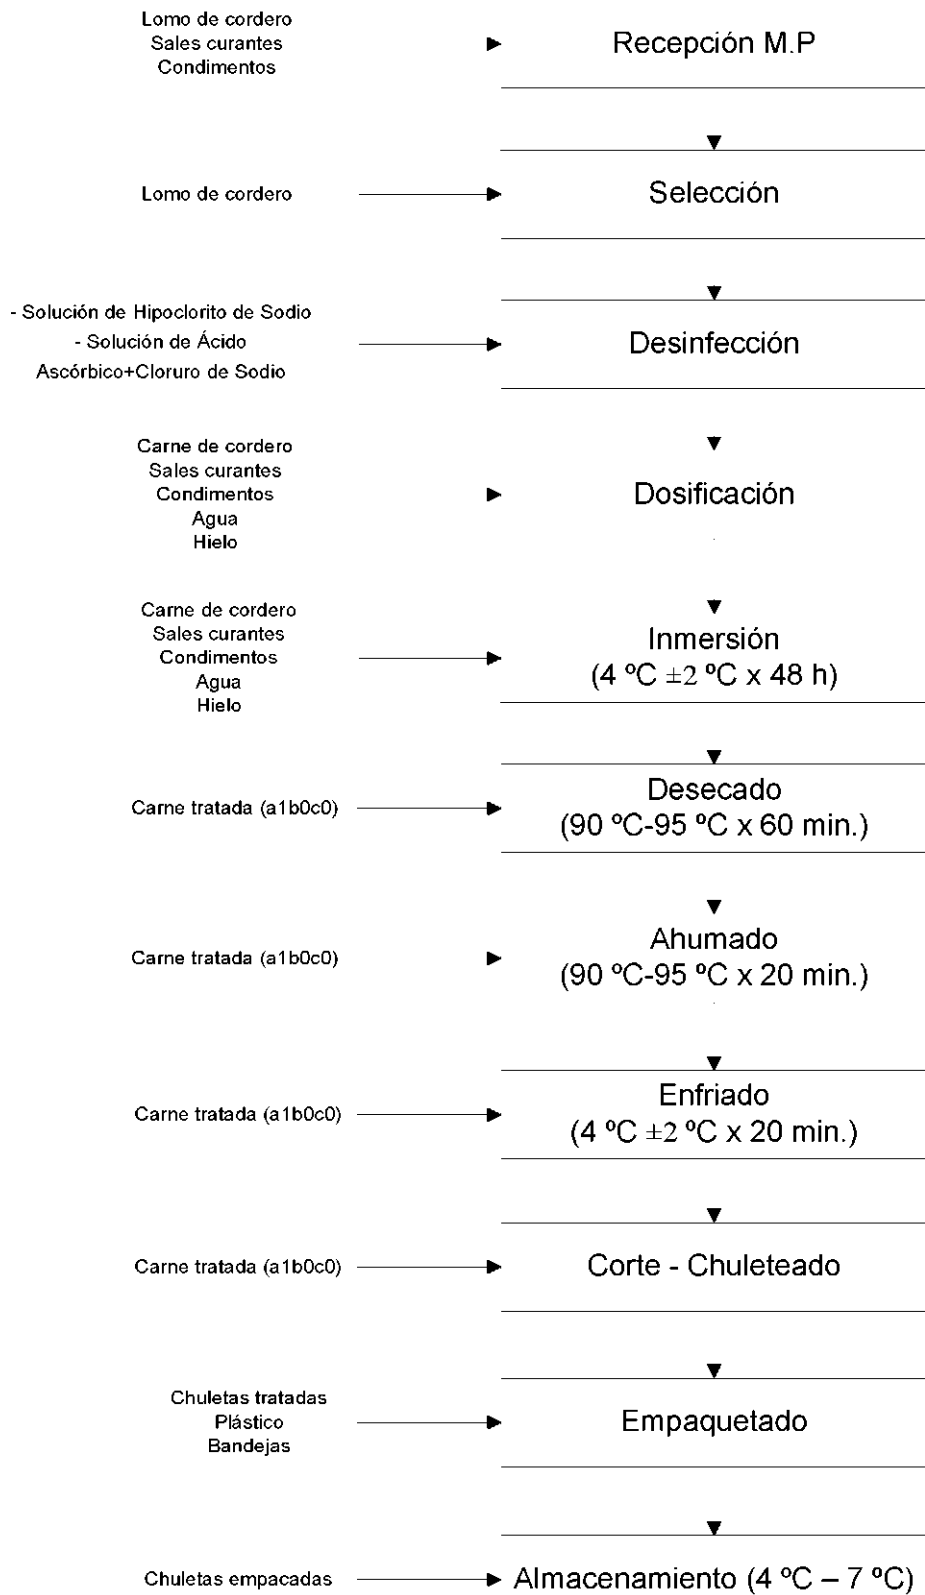 Lomo de cordero
Sales curantes
Condimentos
Recepción M.P
Lomo de cordero
Selección
- Solución de Hipoclorito de Sodio
- Solución de Ácido
Ascórbico+Cloruro de Sodio
Desinfección
Carne de cordero
Sales curantes
Condimentos
Agua
Hielo
Dosificación
Carne de cordero
Sales curantes
Condimentos
Agua
Hielo
Inmersión
(4 ºC ±2 ºC x 48 h)
Carne tratada (a1b0c0)
Desecado
(90 ºC-95 ºC x 60 min.)
Carne tratada (a1b0c0)
Ahumado
(90 ºC-95 ºC x 20 min.)
Carne tratada (a1b0c0)
Enfriado
(4 ºC ±2 ºC x 20 min.)
Carne tratada (a1b0c0)
Corte - Chuleteado
Chuletas tratadas
Plástico
Bandejas
Empaquetado
Chuletas empacadas
Almacenamiento (4 ºC – 7 ºC)